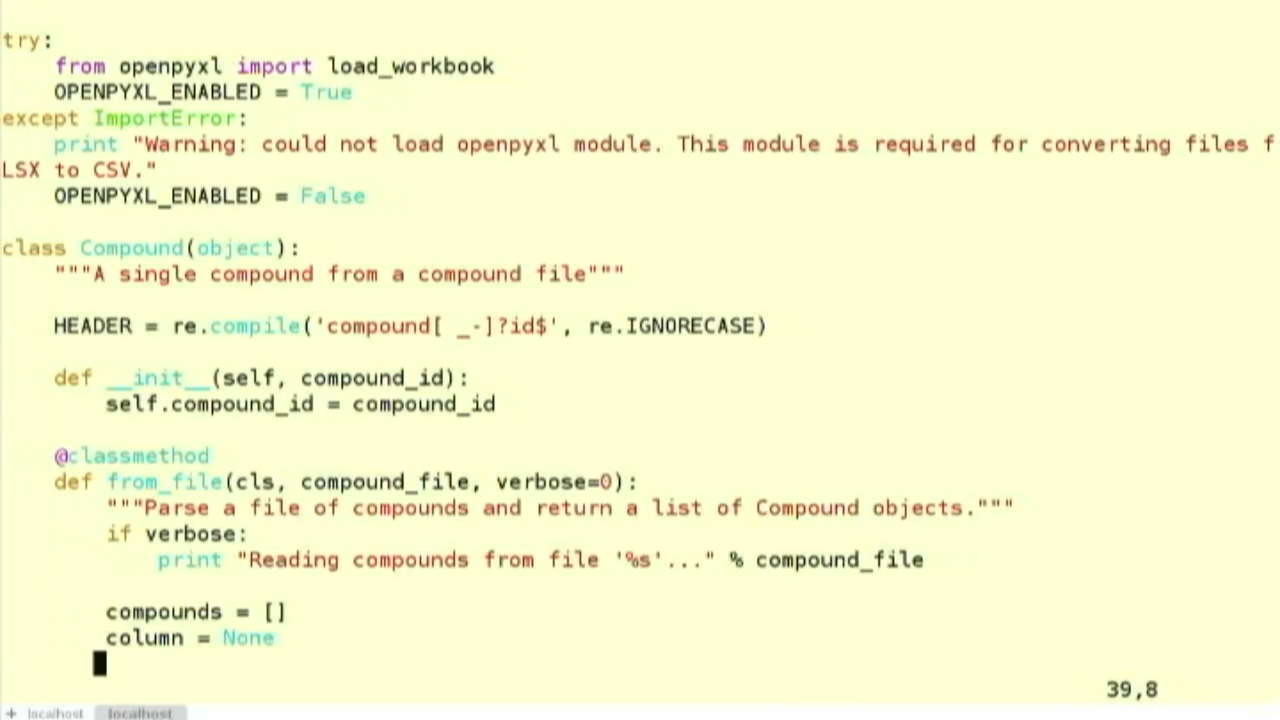 try:
    from openpyxl import load_workbook
    OPENPYXL_ENABLED = True
except ImportError:
    print "Warning: could not load openpyxl module. This module is required for converting files f
LSX to CSV."
    OPENPYXL_ENABLED = False
class Compound(object):
    """A single compound from a compound file"""
    HEADER = re.compile('compound[ _-]?id$', re.IGNORECASE)
    def __init__(self, compound_id):
        self.compound_id = compound_id
    @classmethod
    def from_file(cls, compound_file, verbose=0):
        """Parse a file of compounds and return a list of Compound objects."""
        if verbose:
            print "Reading compounds from file '%s'..." % compound_file
        compounds = []
        column = None
39,8
+ localhost localhost